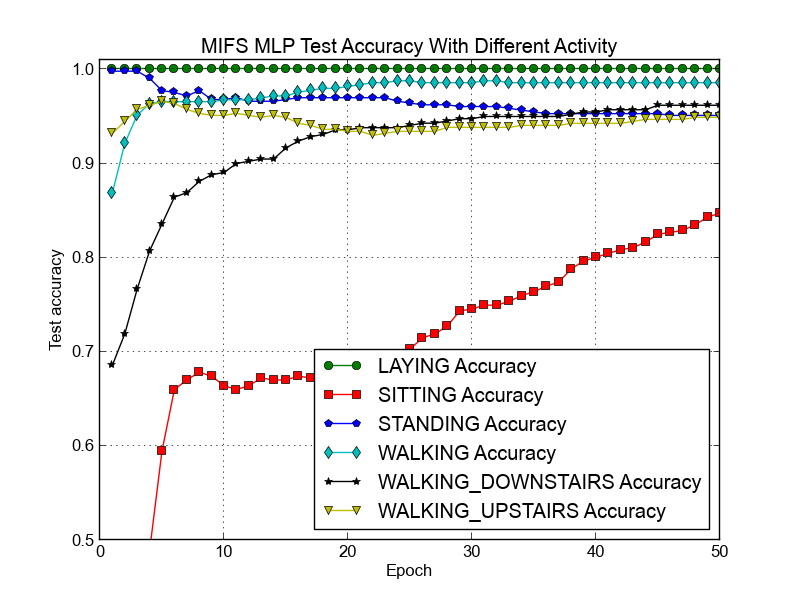 MIFS MLP Test Accuracy With Different Activity
1.0
0.9
0.8
0.7
0.6
0.5
Test accuracy
LAYING Accuracy
SITTING Accuracy
STANDING Accuracy
WALKING Accuracy
WALKING_DOWNSTAIRS Accuracy
WALKING_UPSTAIRS Accuracy
0 10 20 30 40 50
Epoch